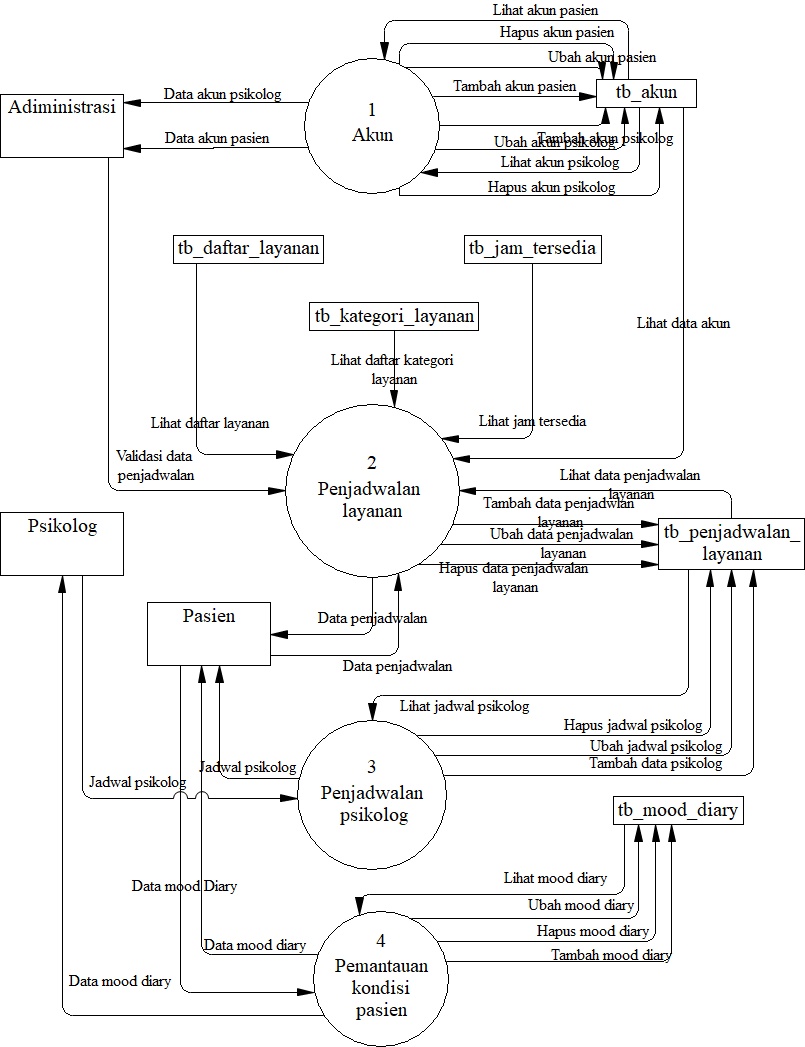 Lihat akun pasien
Hapus akun pasien
Ubah akun pasien
Tambah akun pasien
tb_akun
Data akun psikolog
Adiministrasi
1
Akun
Data akun pasien
Tambah akun psikolog
Ubah akun psikolog
Lihat akun psikolog
Hapus akun psikolog
tb_daftar_layanan
tb_jam_tersedia
tb_kategori_layanan
Lihat data akun
Lihat daftar kategori
layanan
Lihat daftar layanan
Lihat jam tersedia
Validasi data
penjadwalan
2
Penjadwalan
layanan
Lihat data penjadwalan
layanan
Tambah data penjadwlan
layanan
Ubah data penjadwalan
layanan
Hapus data penjadwalan
layanan
tb_penjadwalan_
layanan
Psikolog
Pasien
Data penjadwalan
Data penjadwalan
Lihat jadwal psikolog
Hapus jadwal psikolog
Ubah jadwal psikolog
Tambah data psikolog
Jadwal psikolog
Jadwal psikolog
3
Penjadwalan
psikolog
tb_mood_diary
Lihat mood diary
Data mood Diary
Ubah mood diary
Hapus mood diary
Tambah mood diary
Data mood diary
4
Pemantauan
kondisi
pasien
Data mood diary